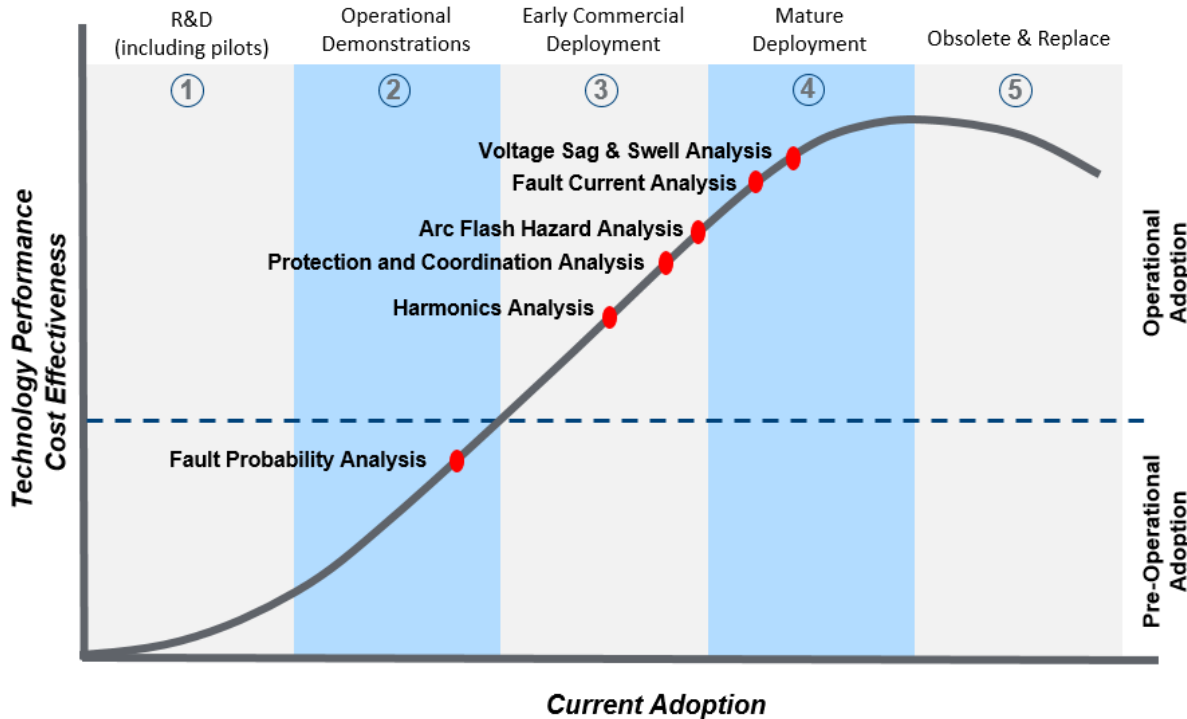 R&D
(including pilots)
Operational
Demonstrations
Early Commercial
Deployment
Mature
Deployment
Obsolete & Replace
1
2
3
4
5
Voltage Sag & Swell Analysis
Fault Current Analysis
Arc Flash Hazard Analysis
Protection and Coordination Analysis
Harmonics Analysis
Fault Probability Analysis
Technology Performance
Cost Effectiveness
Operational
Adoption
Pre-Operational
Adoption
Current Adoption